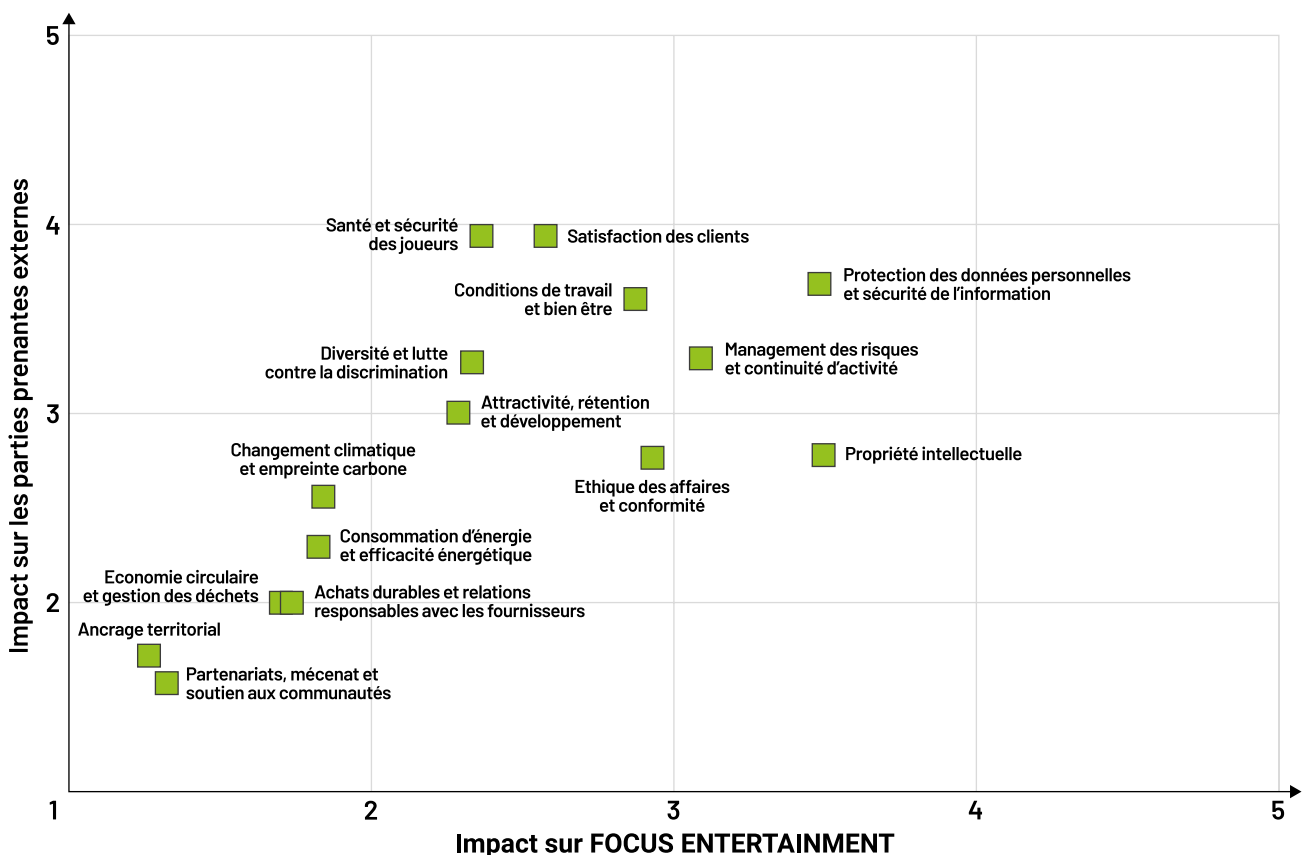 5
Impact sur les parties prenantes externes
4
Santé et sécurité
des joueurs
Satisfaction des clients
Protection des données personnelles
et sécurité de l'information
Conditions de travail
et bien être
Management des risques
et continuité d'activité
Diversité et lutte
contre la discrimination
Attractivité, rétention
et développement
3
Changement climatique
et empreinte carbone
Propriété intellectuelle
Ethique des affaires
et conformité
Consommation d'énergie
et efficacité énergétique
Economie circulaire
et gestion des déchets
Achats durables et relations
responsables avec les fournisseurs
2
Ancrage territorial
Partenariats, mécenat et
soutien aux communautés
1
2
3
4
5
Impact sur FOCUS ENTERTAINMENT